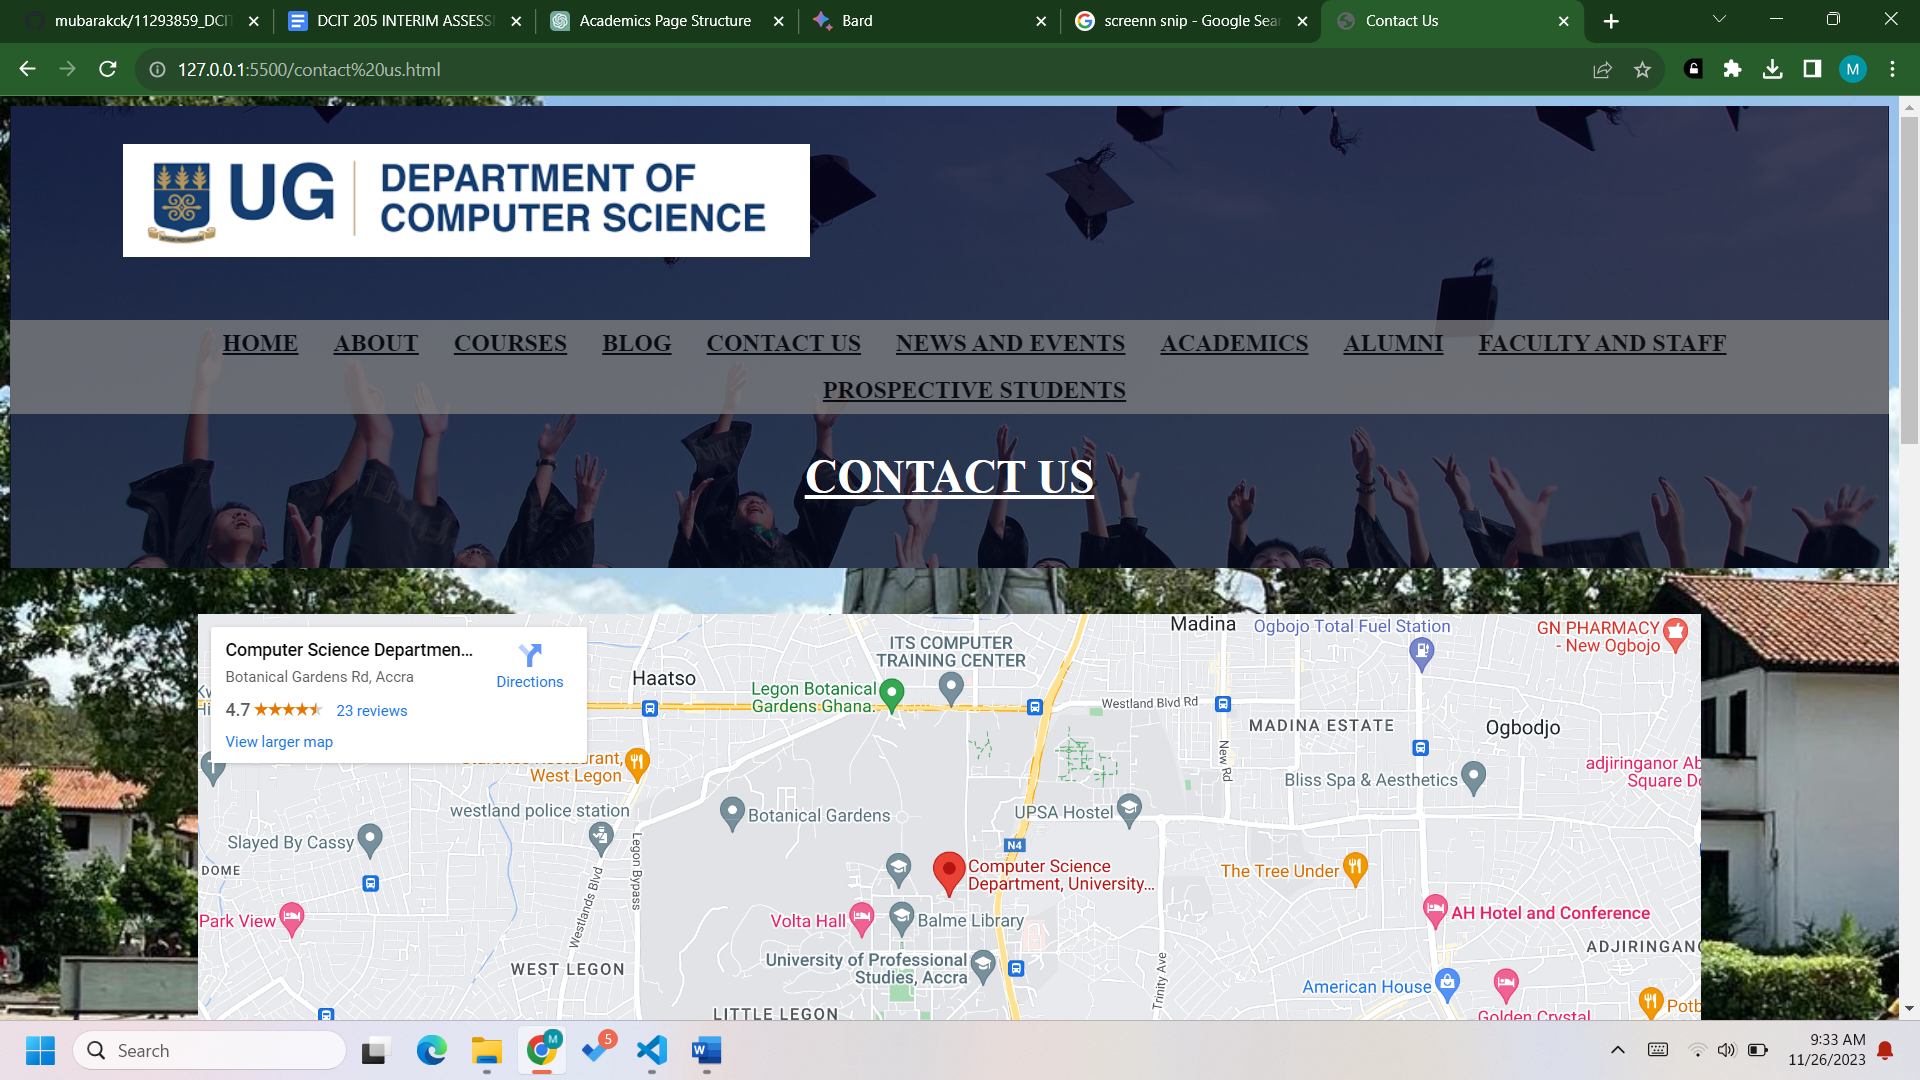 mubarakck/11293859_DCIT
DCIT 205 INTERIM ASSESS
Academics Page Structure
Bard
screenn snip - Google Sear
Contact Us
127.0.0.1:5500/contact%20us.html
M
UG
DEPARTMENT OF
COMPUTER SCIENCE
HOME ABOUT COURSES BLOG CONTACT US NEWS AND EVENTS ACADEMICS ALUMNI FACULTY AND STAFF
PROSPECTIVE STUDENTS
CONTACT US
Computer Science Departmen...
Botanical Gardens Rd, Accra
4.7
23 reviews
View larger map
Directions
Haatso
ITS COMPUTER
TRAINING CENTER
Legon Botanical
Gardens Ghana.
Madina
Ogbojo Total Fuel Station
GN PHARMACY
- New Ogbojo
Westland Blvd Rd
New Rd
MADINA ESTATE
Ogbodjo
adjiringanor Ab
Square Do
Bliss Spa & Aesthetics
West Legon
westland police station
Botanical Gardens
UPSA Hostel
Slayed By Cassy
DOME
Legon Bypass
Westlands Blvd
N4
Computer Science
Department, University...
The Tree Under
Park View
Volta Hall
Balme Library
AH Hotel and Conference
ADJIRINGANO
University of Professional
Studies, Accra
WEST LEGON
Trinity Ave
American House
Potb
LITTLE LEGON
Golden Crystal
Search
M
5
9:33 AM
11/26/2023